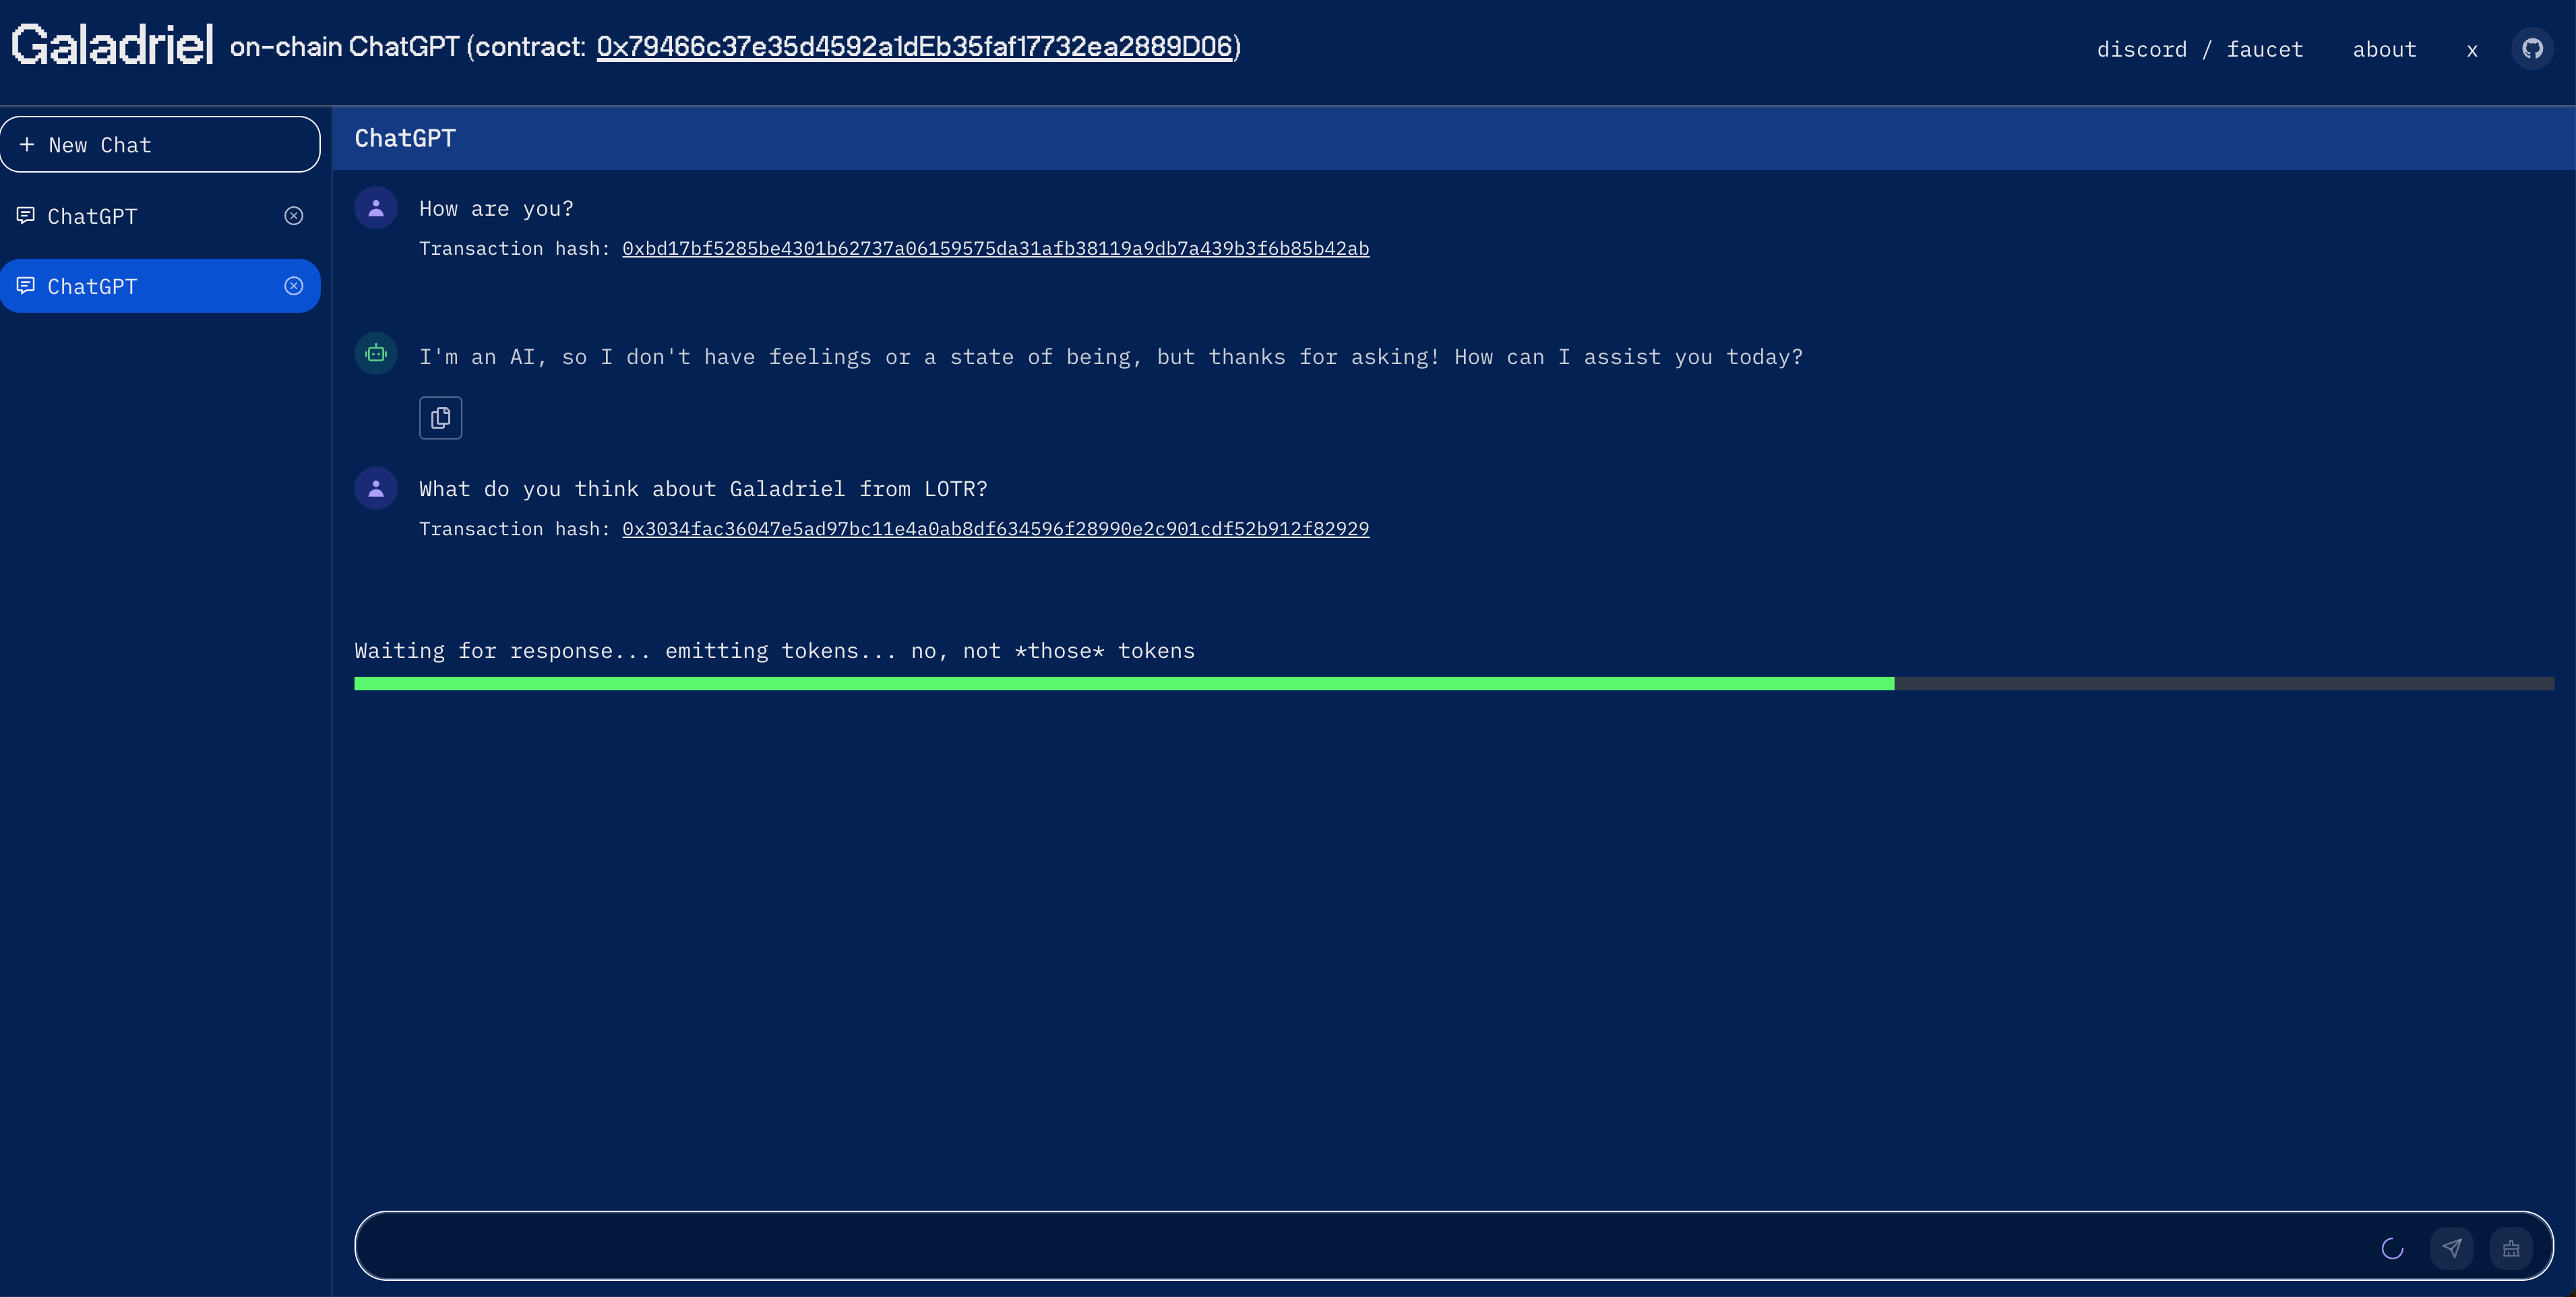 Galadriel on-chain ChatGPT (contract: 0x79466c37e35d4592a1dEb35faf17732ea2889D06)
discord / faucet about x
+ New Chat
ChatGPT
ChatGPT
ChatGPT
How are you?
Transaction hash: 0xbd17bf5285be4301b62737a06159575da31afb38119a9db7a439b3f6b85b42ab
I'm an AI, so I don't have feelings or a state of being, but thanks for asking! How can I assist you today?
What do you think about Galadriel from LOTR?
Transaction hash: 0x3034fac36047e5ad97bc11e4a0ab8df634596f28990e2c901cdf52b912f82929
Waiting for response... emitting tokens... no, not *those* tokens